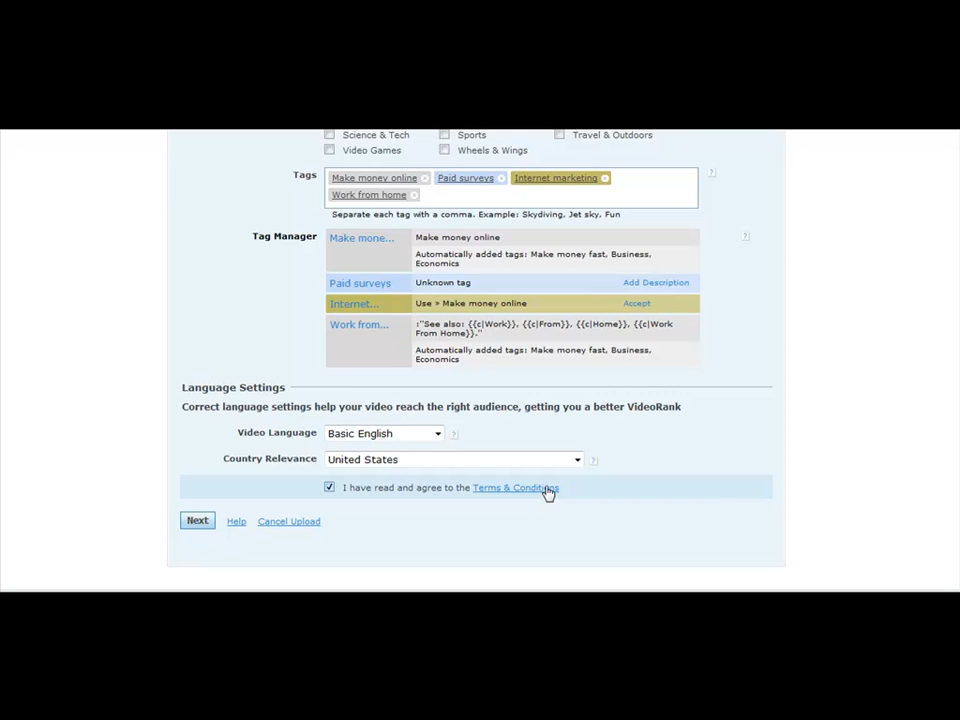 Science & Tech Sports Travel & Outdoors
Video Games Wheels & Wings
Tags Make money online Paid surveys Internet marketing ?
Work from home
Separate each tag with a comma. Example: Skydiving, Jet sky, Fun
Tag Manager Make mone... Make money online ?
Automatically added tags: Make money fast, Business,
Economics
Paid surveys Unknown tag Add Description
Internet... Use » Make money online Accept
Work from... :"See also: {{c|Work}}, {{c|From}}, {{c|Home}}, {{c|Work
From Home}}."
Automatically added tags: Make money fast, Business,
Economics
Language Settings
Correct language settings help your video reach the right audience, getting you a better VideoRank
Video Language Basic English ?
Country Relevance United States ?
I have read and agree to the Terms & Conditions
Next Help Cancel Upload